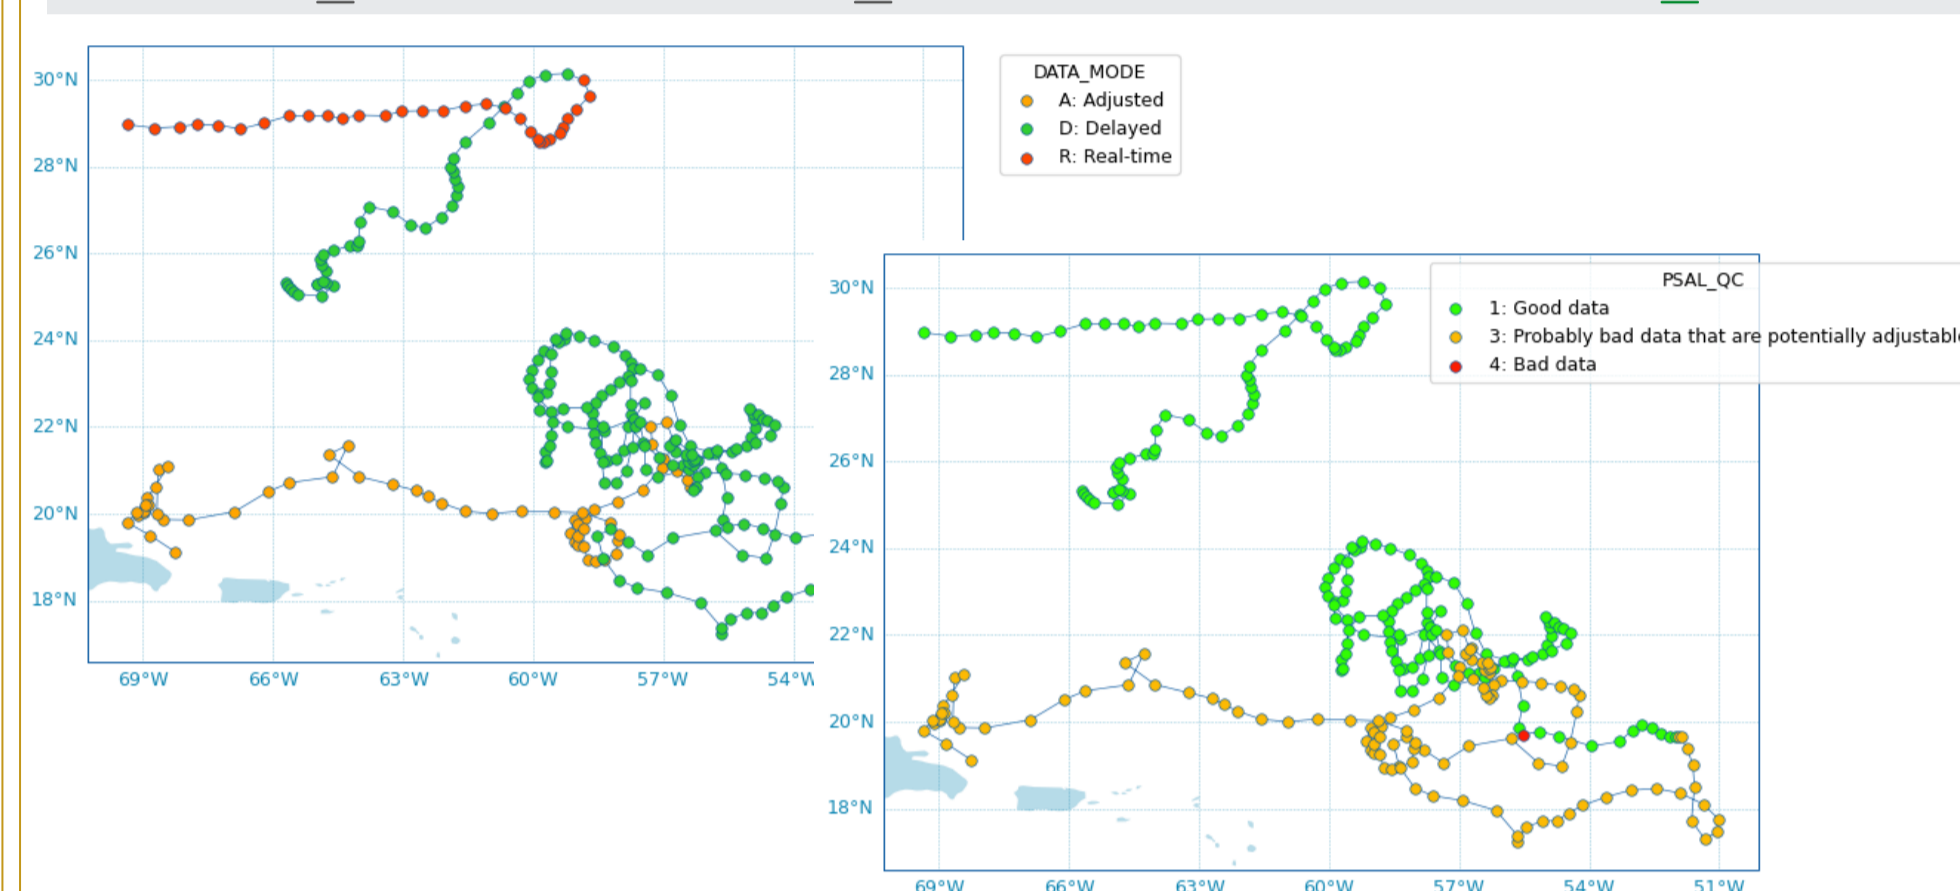 DATA_MODE
A: Adjusted
D: Delayed
R: Real-time
30°N
28°N
26°N
24°N
22°N
20°N
18°N
69°W
66°W
63°W
60°W
57°W
54°W
PSAL_QC
1: Good data
3: Probably bad data that are potentially adjustable
4: Bad data
30°N
28°N
26°N
24°N
22°N
20°N
18°N
69°W
66°W
63°W
60°W
57°W
54°W
51°W